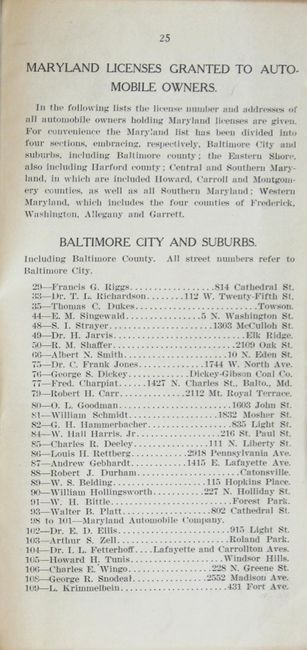 25
MARYLAND LICENSES GRANTED TO AUTO-
MOBILE OWNERS.
In the following lists the license number and addresses of
all automobile owners holding Maryland licenses are given.
For convenience the Maryland list has been divided into
four sections, embracing, respectively, Baltimore City and
suburbs, including Baltimore county; the Eastern Shore,
also including Harford county; Central and Southern Mary-
land, in which are included Howard, Carroll and Montgom-
ery counties, as well as all Southern Maryland; Western
Maryland, which includes the four counties of Frederick,
Washington, Allegany and Garrett.
BALTIMORE CITY AND SUBURBS.
Including Baltimore County. All street numbers refer to
Baltimore City.
29—Francis G. Riggs..........814 Cathedral St.
33—Dr. T. L. Richardson........112 W. Twenty-Fifth St.
35—Thomas C. Dukes..........Towson.
44—E. M. Singewald..........5 N. Washington St.
48—S. I. Strayer..........1303 McCulloh St.
49—Dr. H. Jarvis..........Elk Ridge.
50—R. M. Shaffer..........2109 Oak St.
66—Albert N. Smith..........10 N. Eden St.
75—Dr. C. Frank Jones........1744 W. North Ave.
76—George S. Dickey........Dickey-Gibson Coal Co.
77—Fred. Charpiat....1427 N. Charles St., Balto., Md.
79—Robert H. Carr..........2112 Mt. Royal Terrace.
80—O. L. Goodman..........1603 John St.
81—William Schmidt..........1832 Mosher St.
82—G. H. Hammerbacher..........835 Light St.
84—W. Hall Harris, Jr..........216 St. Paul St.
85—Charles R. Deeley..........111 N. Liberty St.
86—Louis H. Rettberg........2918 Pennsylvania Ave.
87—Andrew Gebhardt.......1415 E. Lafayette Ave.
88—Robert J. Durham..........Catonsville.
89—W. S. Belding..........115 Hopkins Place.
90—William Hollingsworth........227 N. Holliday St.
91—W. H. Bittle..........Forest Park.
93—Walter B. Platt..........802 Cathedral St.
98 to 101—Maryland Automobile Company.
102—Dr. E. D. Ellis..........915 Light St.
103—Arthur S. Zell..........Roland Park.
104—Dr. I. L. Fetterhoff....Lafayette and Carrollton Aves.
105—Howard H. Tunis..........Windsor Hills.
106—Charles E. Wingo..........228 N. Greene St.
108—George R. Snodeal........2552 Madison Ave.
109—L. Krimmelbein..........431 Fort Ave.